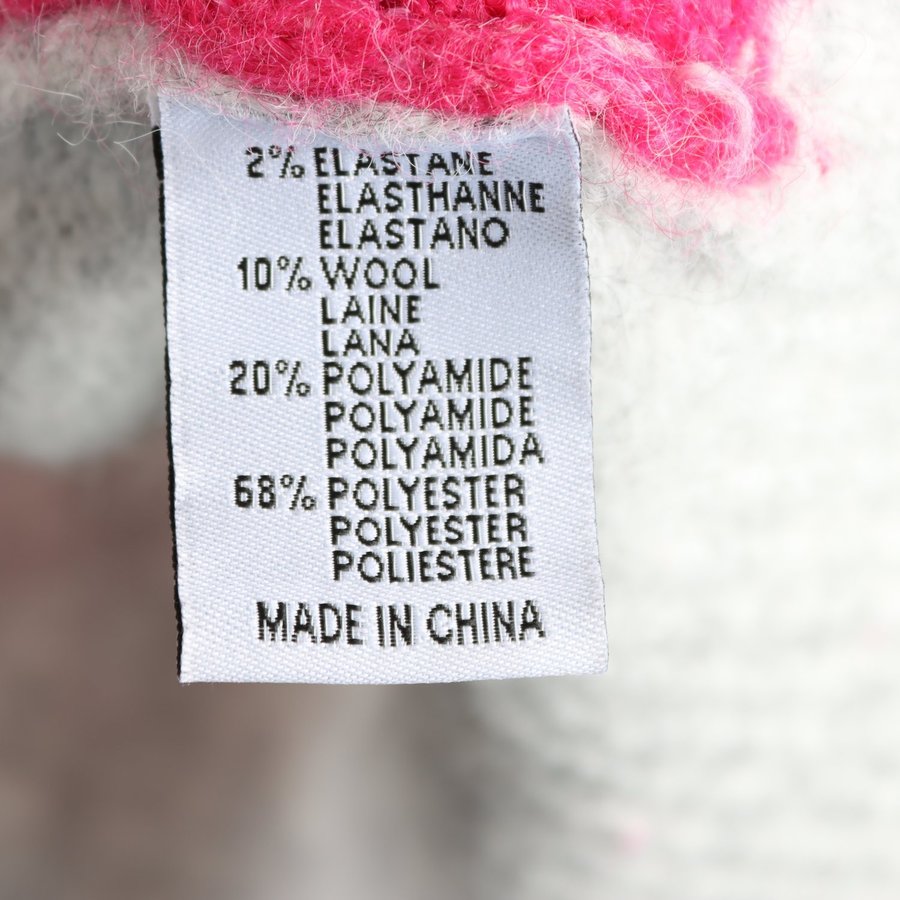 2% ELASTANE
ELASTHANNE
ELASTANO
10% WOOL
LAINE
LANA
20% POLYAMIDE
POLYAMIDE
POLYAMIDA
68% POLYESTER
POLYESTER
POLIESTERE
MADE IN CHINA